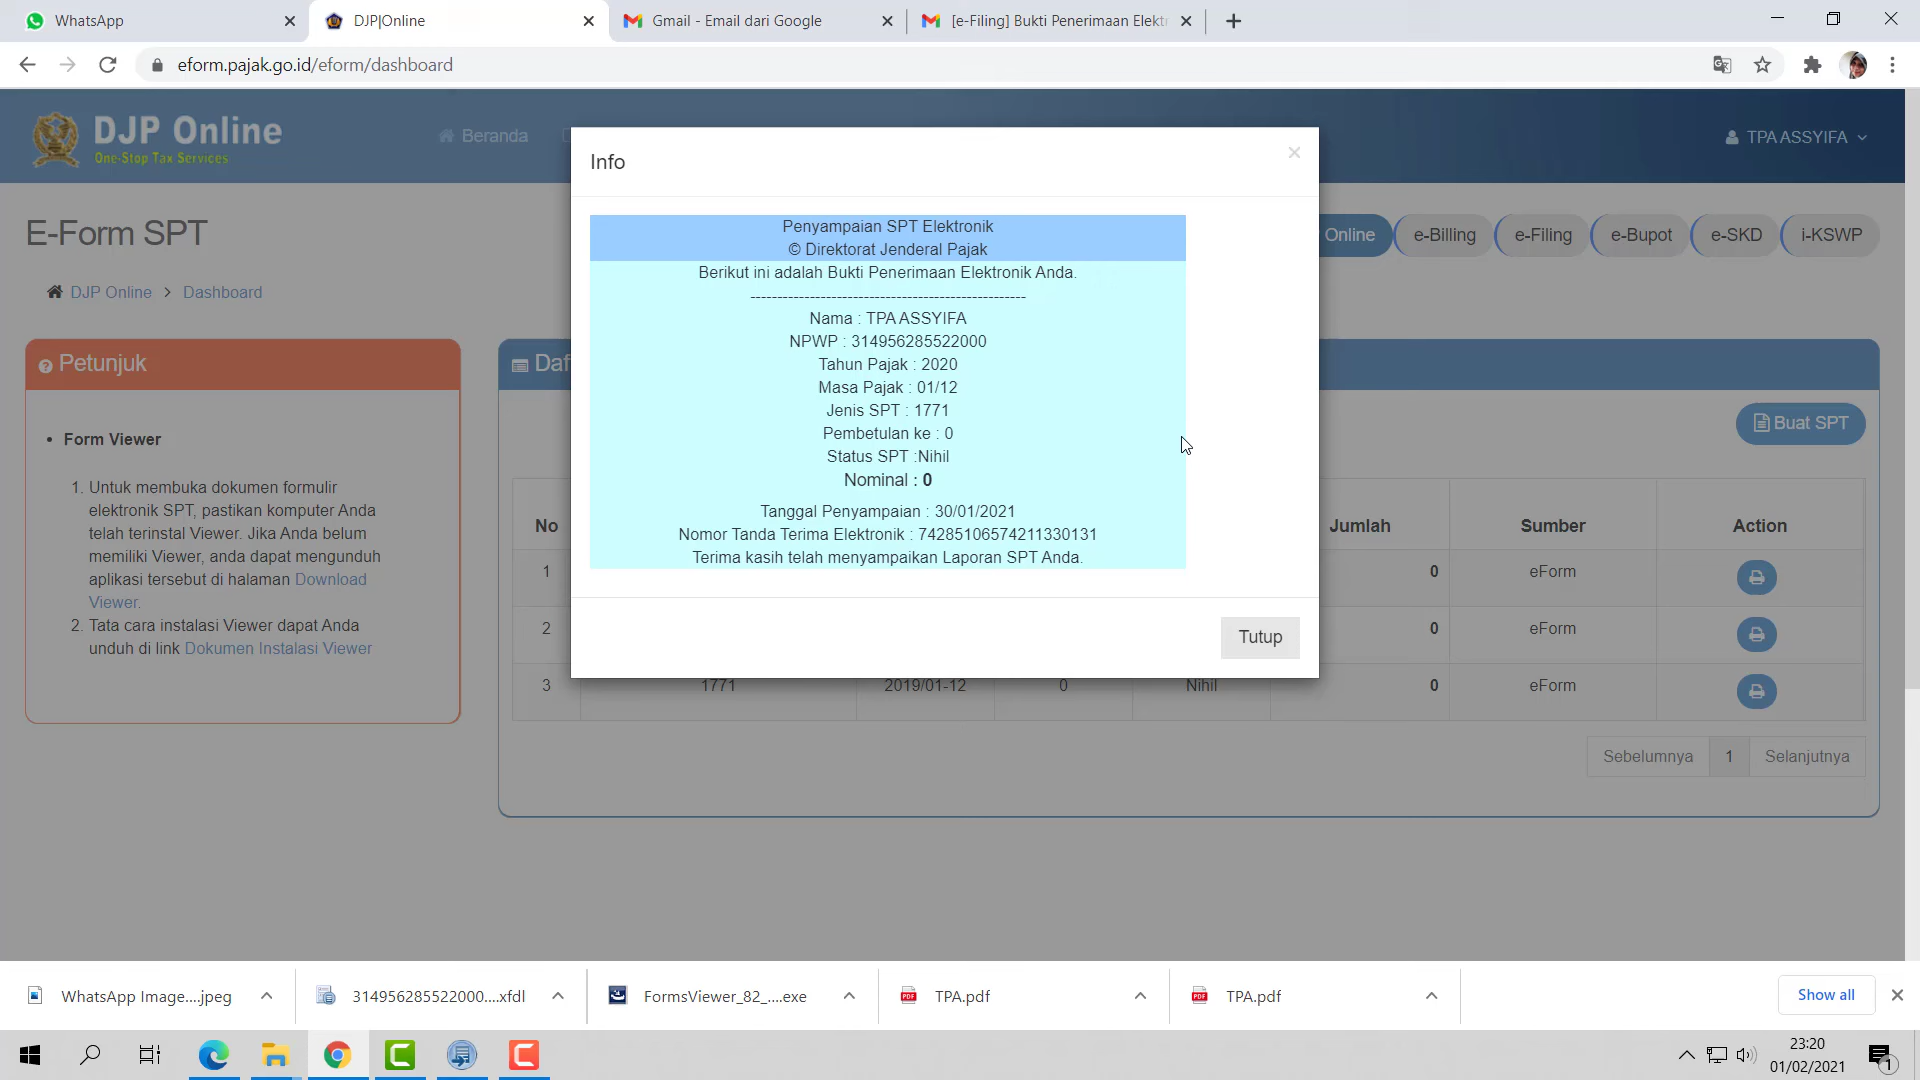 WhatsApp
DJP|Online
Gmail - Email dari Google
[e-Filing] Bukti Penerimaan Elekt
eform.pajak.go.id/eform/dashboard
DJP Online
One-Stop Tax Services
Beranda
TPA ASSYIFA
E-Form SPT
Online
e-Billing
e-Filing
e-Bupot
e-SKD
i-KSWP
DJP Online > Dashboard
Petunjuk
• Form Viewer
1. Untuk membuka dokumen formulir
elektronik SPT, pastikan komputer Anda
telah terinstal Viewer. Jika Anda belum
memiliki Viewer, anda dapat mengunduh
aplikasi tersebut di halaman Download
Viewer.
2. Tata cara instalasi Viewer dapat Anda
unduh di link Dokumen Instalasi Viewer
Info
×
Penyampaian SPT Elektronik
© Direktorat Jenderal Pajak
Berikut ini adalah Bukti Penerimaan Elektronik Anda.
----------------------------------------------------
Nama : TPA ASSYIFA
NPWP : 314956285522000
Tahun Pajak : 2020
Masa Pajak : 01/12
Jenis SPT : 1771
Pembetulan ke : 0
Status SPT :Nihil
Nominal : 0
Tanggal Penyampaian : 30/01/2021
Nomor Tanda Terima Elektronik : 74285106574211330131
Terima kasih telah menyampaikan Laporan SPT Anda.
Tutup
Daf
Buat SPT
No Jumlah Sumber Action
1 0 eForm
2 0 eForm
3 1771 2019/01-12 0 Nihil 0 eForm
Sebelumnya 1 Selanjutnya
WhatsApp Image....jpeg
314956285522000....xfdl
FormsViewer_82_....exe
TPA.pdf
TPA.pdf
Show all
23:20
01/02/2021
1